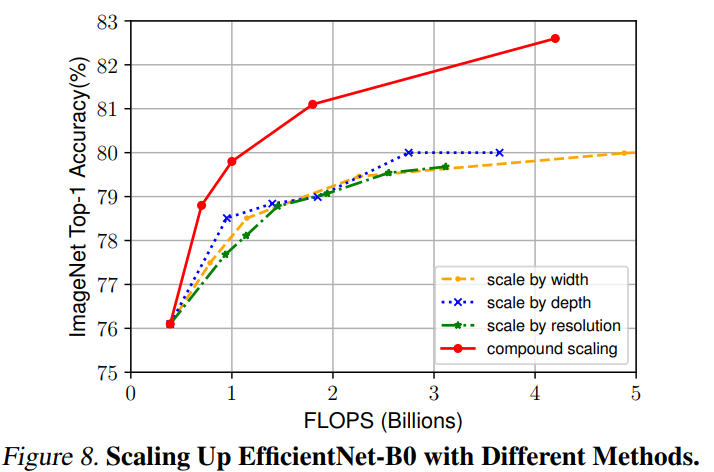 83
82
81
80
79
78
77
76
75
ImageNet Top-1 Accuracy(%)
scale by width
scale by depth
scale by resolution
compound scaling
0 1 2 3 4 5
FLOPS (Billions)
Figure 8. Scaling Up EfficientNet-B0 with Different Methods.